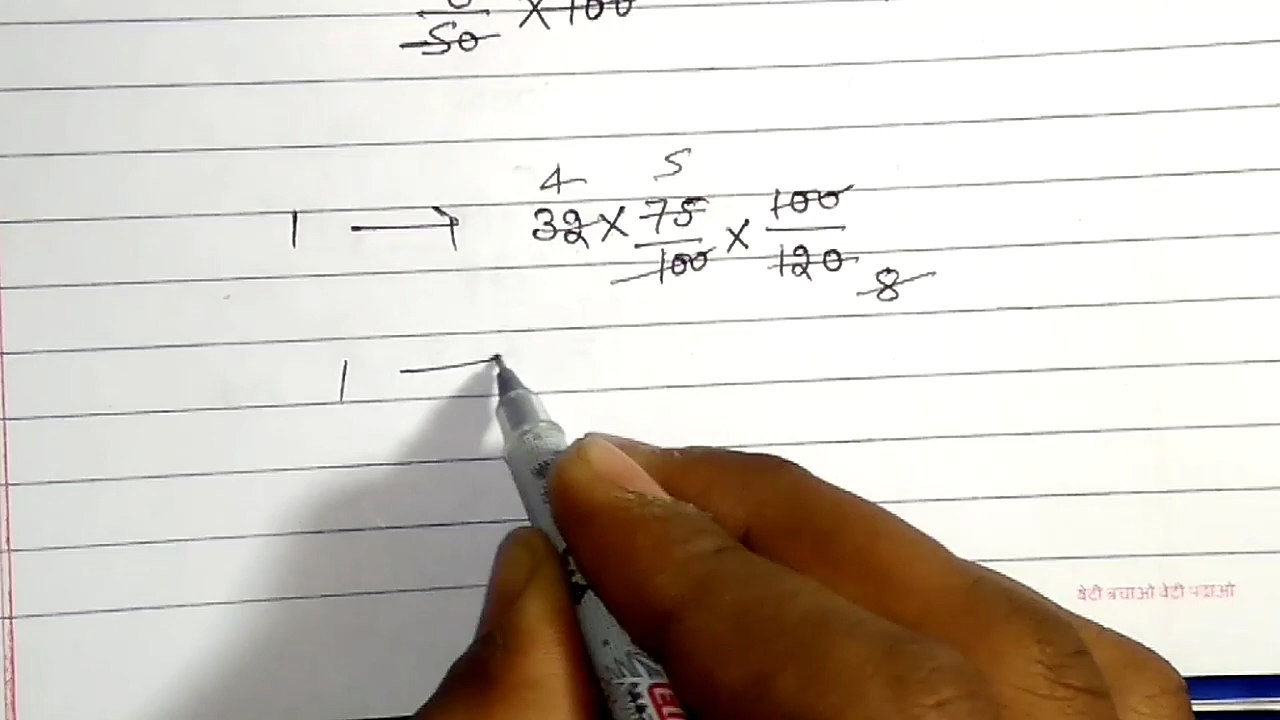 50 × 100
4 5
1 → 32 × 75/100 × 100/120
8
1 —
बेटी बचाओ बेटी पढाओ